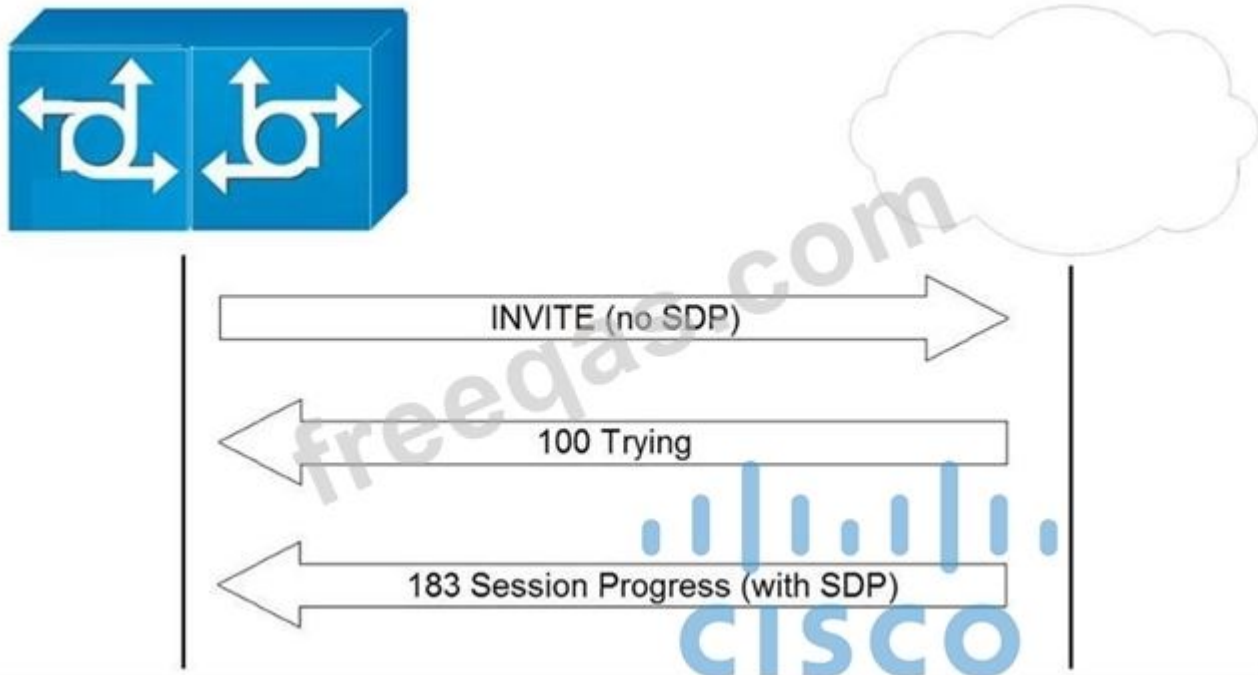 INVITE (no SDP)
freeqas.com
100 Trying
183 Session Progress (with SDP)
CISCO